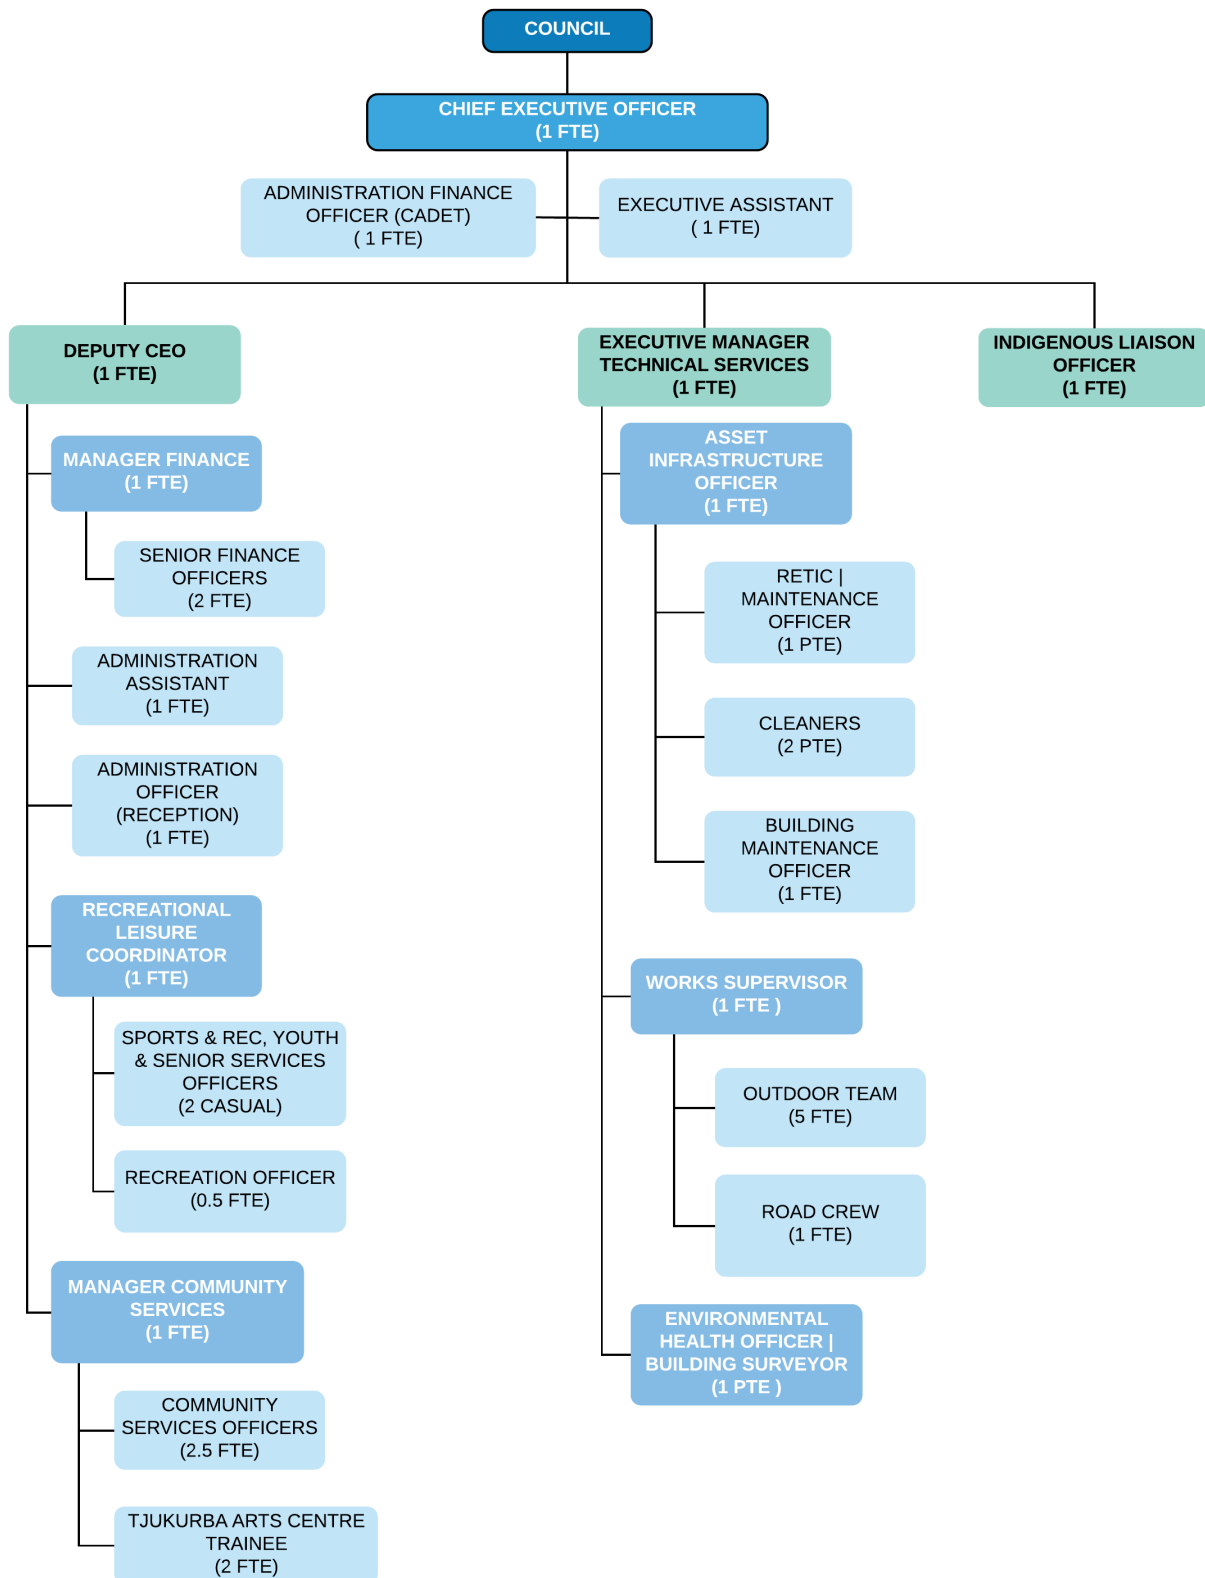 COUNCIL
CHIEF EXECUTIVE OFFICER
(1 FTE)
ADMINISTRATION FINANCE
OFFICER (CADET)
( 1 FTE)
EXECUTIVE ASSISTANT
( 1 FTE)
DEPUTY CEO
(1 FTE)
MANAGER FINANCE
(1 FTE)
SENIOR FINANCE
OFFICERS
(2 FTE)
ADMINISTRATION
ASSISTANT
(1 FTE)
ADMINISTRATION
OFFICER
(RECEPTION)
(1 FTE)
RECREATIONAL
LEISURE
COORDINATOR
(1 FTE)
SPORTS & REC, YOUTH
& SENIOR SERVICES
OFFICERS
(2 CASUAL)
RECREATION OFFICER
(0.5 FTE)
MANAGER COMMUNITY
SERVICES
(1 FTE)
COMMUNITY
SERVICES OFFICERS
(2.5 FTE)
TJUKURBA ARTS CENTRE
TRAINEE
(2 FTE)
EXECUTIVE MANAGER
TECHNICAL SERVICES
(1 FTE)
ASSET
INFRASTRUCTURE
OFFICER
(1 FTE)
RETIC |
MAINTENANCE
OFFICER
(1 PTE)
CLEANERS
(2 PTE)
BUILDING
MAINTENANCE
OFFICER
(1 FTE)
WORKS SUPERVISOR
(1 FTE )
OUTDOOR TEAM
(5 FTE)
ROAD CREW
(1 FTE)
ENVIRONMENTAL
HEALTH OFFICER |
BUILDING SURVEYOR
(1 PTE )
INDIGENOUS LIAISON
OFFICER
(1 FTE)